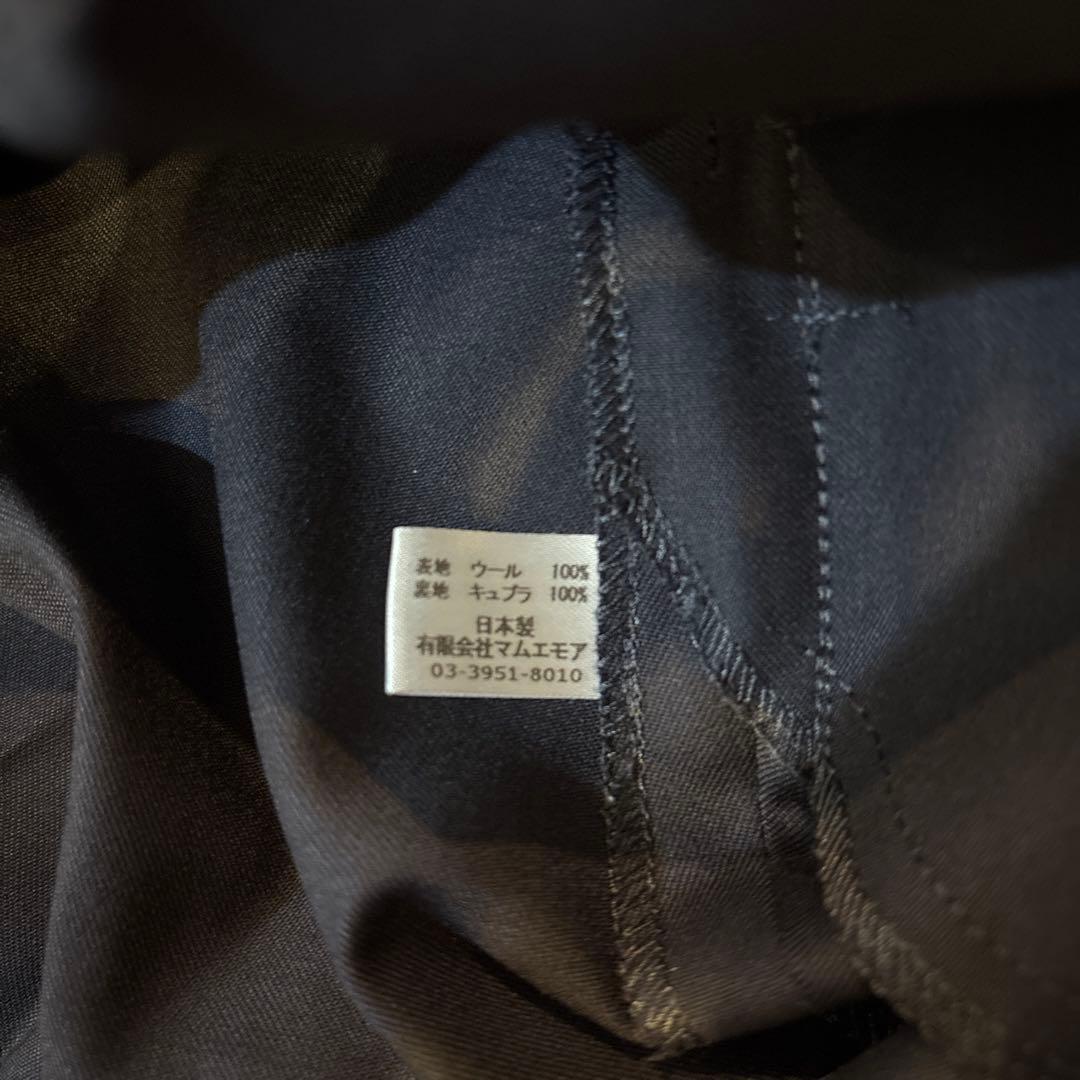 表地 ウール 100%
裏地 キュプラ 100%
日本製
有限会社マムエモア
03-3951-8010